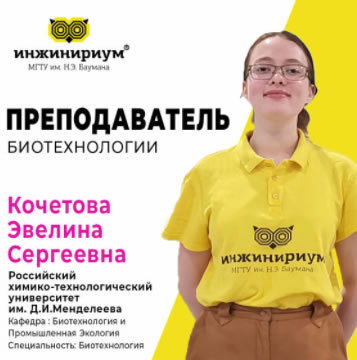 инжинириум®
МГТУ им. Н.Э. Баумана
ПРЕПОДАВАТЕЛЬ
БИОТЕХНОЛОГИИ
Кочетова
Эвелина
Сергеевна
Российский
химико-технологический
университет
им. Д.И.Менделеева
Кафедра : Биотехнология и
Промышленная Экология
Специальность: Биотехнология
инжинириум
МГТУ им. Н.Э. Баумана